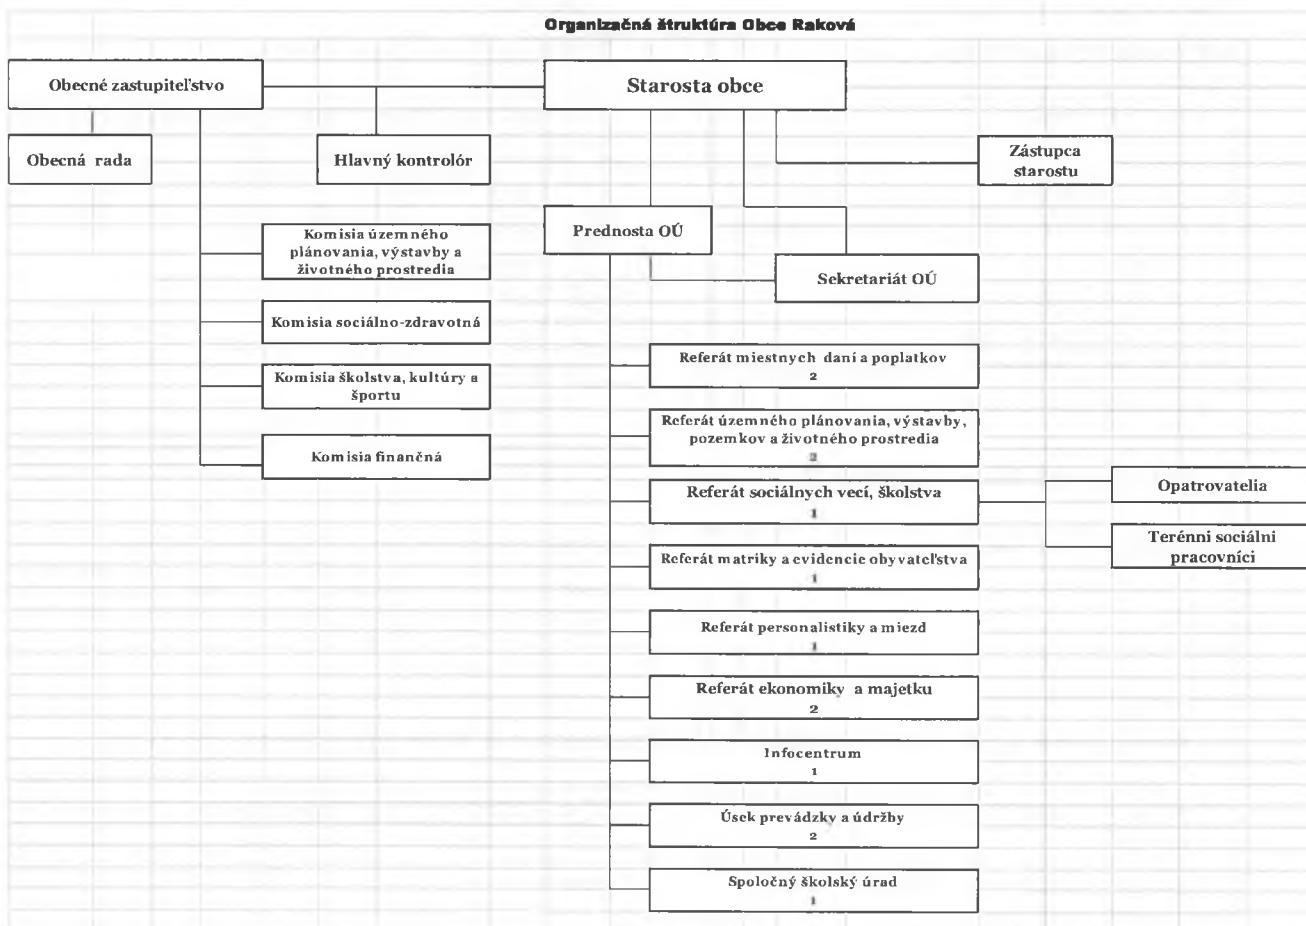 Organizačná štruktúra Obce Raková
Obecné zastupiteľstvo
Starosta obce
Obecná rada
Hlavný kontrolór
Zástupca
starostu
Prednosta OÚ
Sekretariát OÚ
Komisia územného
plánovania, výstavby a
životného prostredia
Komisia sociálno-zdravotná
Komisia školstva, kultúry a
športu
Komisia finančná
Referát miestnych daní a poplatkov
2
Referát územného plánovania, výstavby,
pozemkov a životného prostredia
2
Referát sociálnych vecí, školstva
1
Opatrovatelia
Terénni sociálni
pracovníci
Referát matriky a evidencie obyvateľstva
1
Referát personalistiky a miezd
1
Referát ekonomiky a majetku
2
Infocentrum
1
Úsek prevádzky a údržby
2
Spoločný školský úrad
1